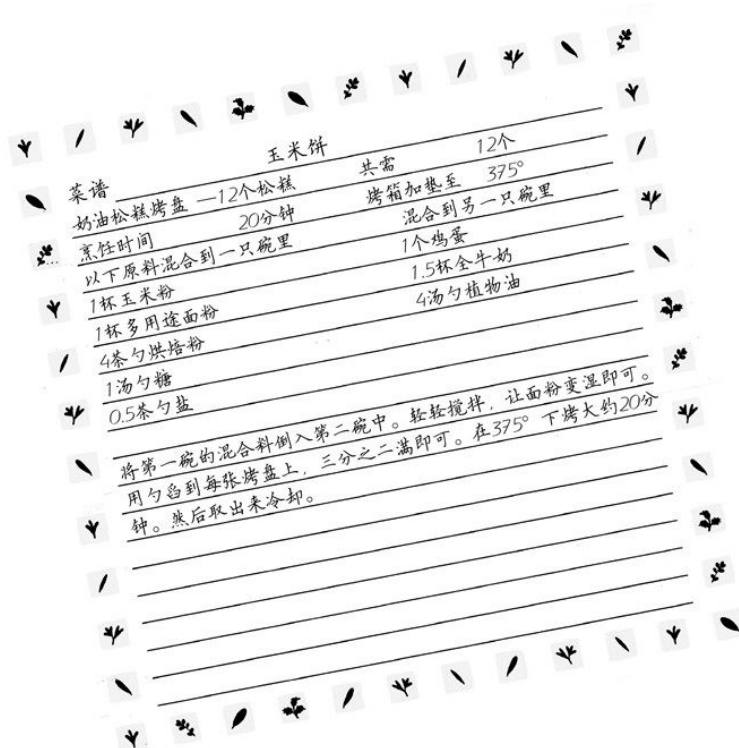 菜谱 玉米饼
奶油松糕烤盘 —12个松糕 共需 12个
烹饪时间 20分钟 烤箱加垫至 375°
以下原料混合到一只碗里 混合到另一只碗里
1杯玉米粉 1个鸡蛋
1杯多用途面粉 1.5杯全牛奶
4茶勺烘焙粉 4汤勺植物油
1汤勺糖
0.5茶勺盐
将第一碗的混合料倒入第二碗中。轻轻搅拌，让面粉变湿即可。
用勺舀到每张烤盘上，三分之二满即可。在375° 下烤大约20分
钟。然后取出来冷却。